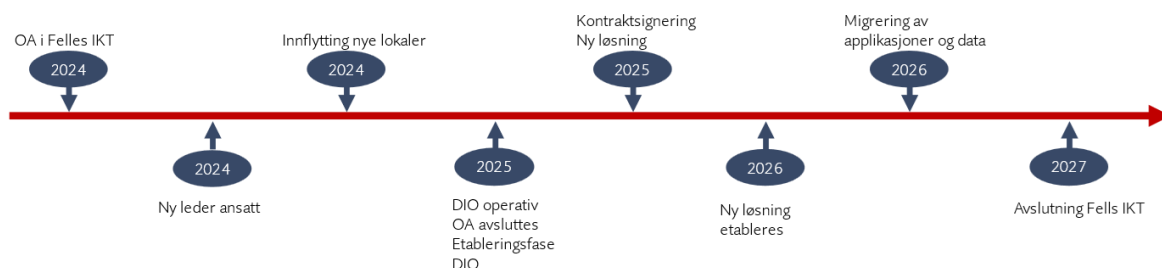 OA i Felles IKT
2024
2024
Ny leder ansatt
Innflytting nye lokaler
2024
2025
DIO operativ
OA avsluttes
Etableringsfase
DIO
Kontraktsignering
Ny løsning
2025
2026
Ny løsning
etableres
Migrering av
applikasjoner og data
2026
2027
Avslutning Fells IKT